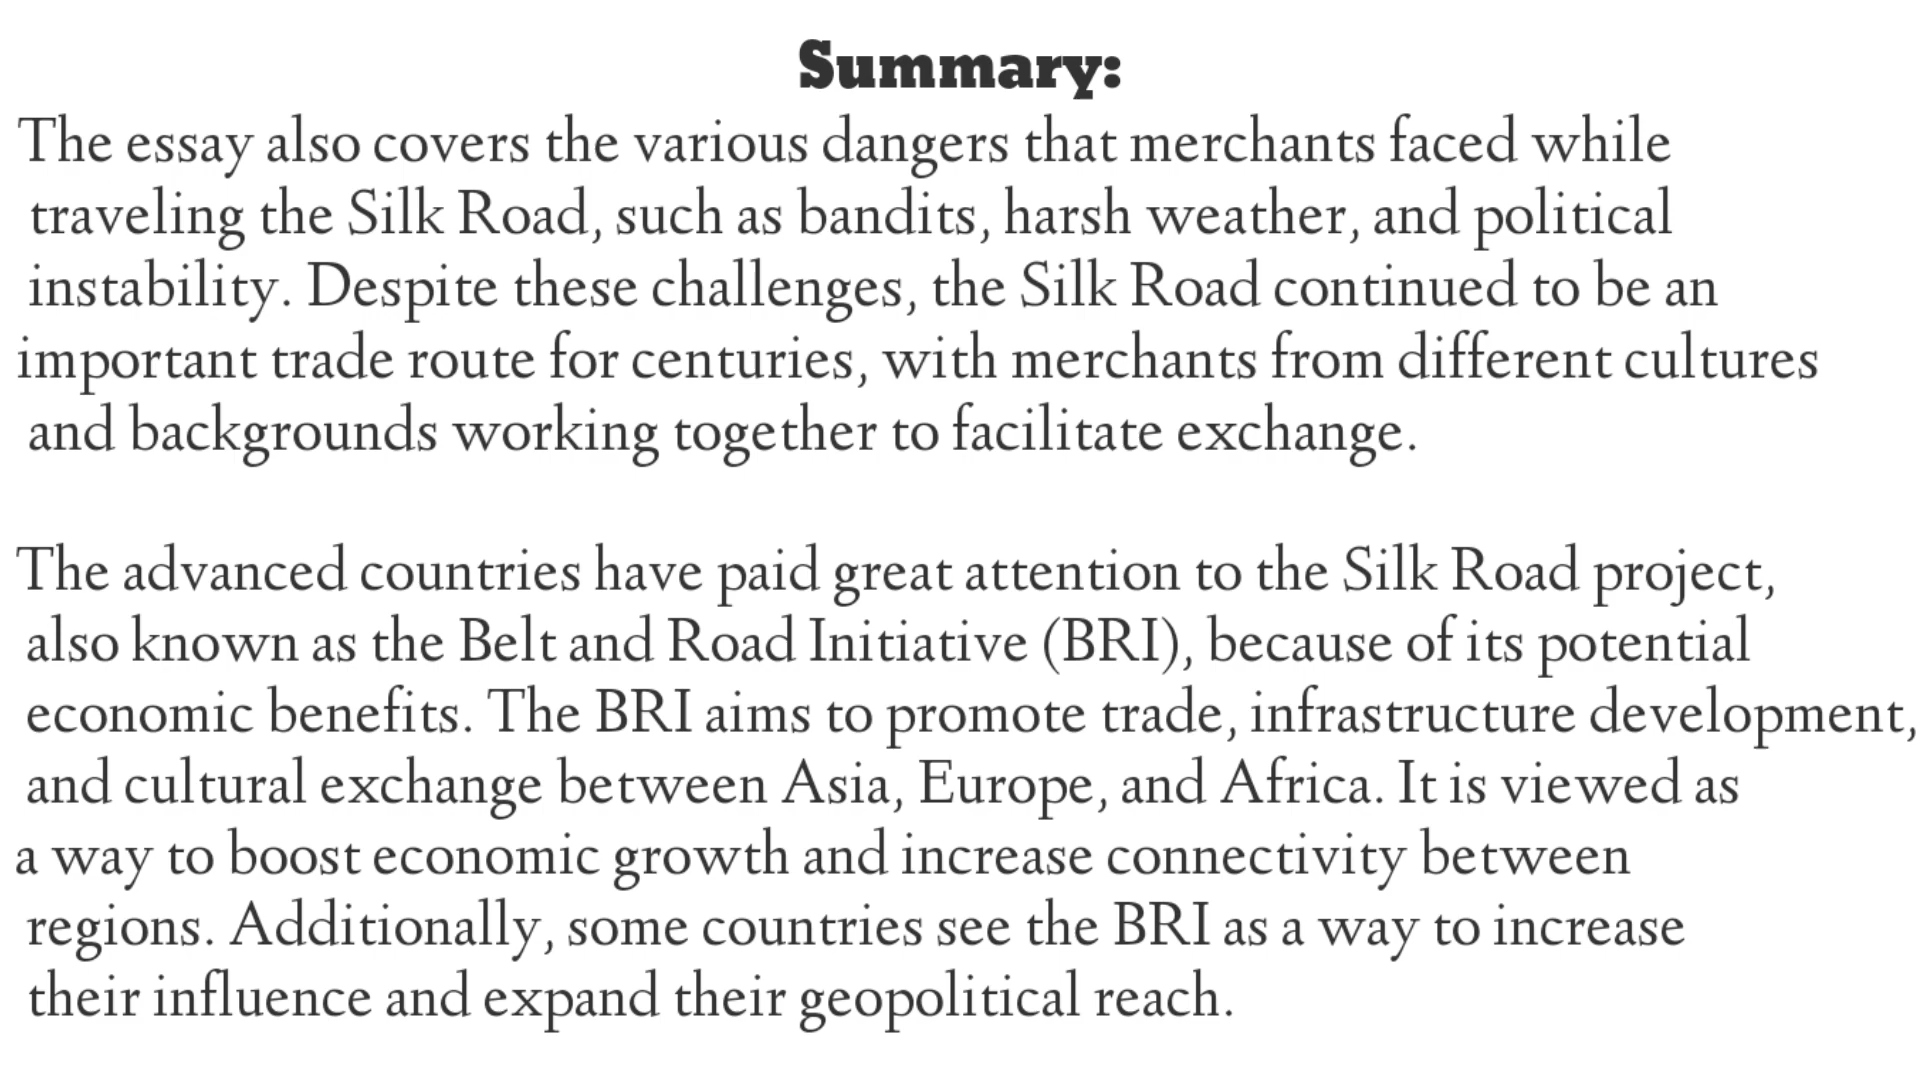 Summary:
The essay also covers the various dangers that merchants faced while
traveling the Silk Road, such as bandits, harsh weather, and political
instability. Despite these challenges, the Silk Road continued to be an
important trade route for centuries, with merchants from different cultures
and backgrounds working together to facilitate exchange.
The advanced countries have paid great attention to the Silk Road project,
also known as the Belt and Road Initiative (BRI), because of its potential
economic benefits. The BRI aims to promote trade, infrastructure development,
and cultural exchange between Asia, Europe, and Africa. It is viewed as
a way to boost economic growth and increase connectivity between
regions. Additionally, some countries see the BRI as a way to increase
their influence and expand their geopolitical reach.